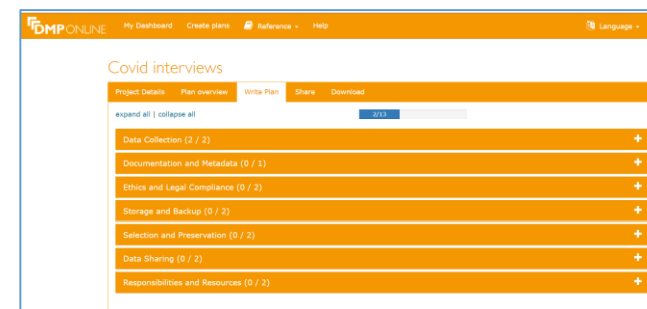 DMPONLINE My Dashboard Create plans Reference Help Language
Covid interviews
Project Details Plan overview Write Plan Share Download
expand all | collapse all 2/13
Data Collection (2 / 2)
Documentation and Metadata (0 / 1)
Ethics and Legal Compliance (0 / 2)
Storage and Backup (0 / 2)
Selection and Preservation (0 / 2)
Data Sharing (0 / 2)
Responsibilities and Resources (0 / 2)